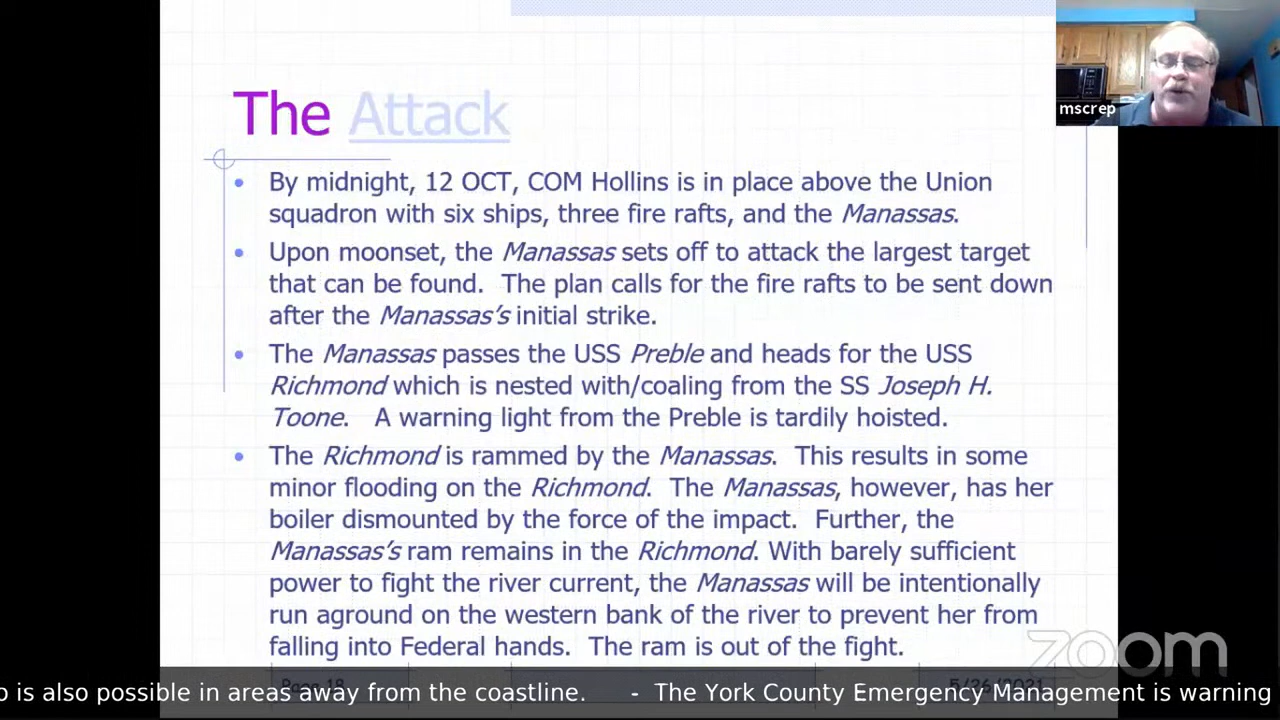 The Attack
mscrep
• By midnight, 12 OCT, COM Hollins is in place above the Union
squadron with six ships, three fire rafts, and the Manassas.
• Upon moonset, the Manassas sets off to attack the largest target
that can be found. The plan calls for the fire rafts to be sent down
after the Manassas's initial strike.
• The Manassas passes the USS Preble and heads for the USS
Richmond which is nested with/coaling from the SS Joseph H.
Toone. A warning light from the Preble is tardily hoisted.
• The Richmond is rammed by the Manassas. This results in some
minor flooding on the Richmond. The Manassas, however, has her
boiler dismounted by the force of the impact. Further, the
Manassas's ram remains in the Richmond. With barely sufficient
power to fight the river current, the Manassas will be intentionally
run aground on the western bank of the river to prevent her from
falling into Federal hands. The ram is out of the fight.
zoom
Page 18
5/26/2021
is also possible in areas away from the coastline. - The York County Emergency Management is warning